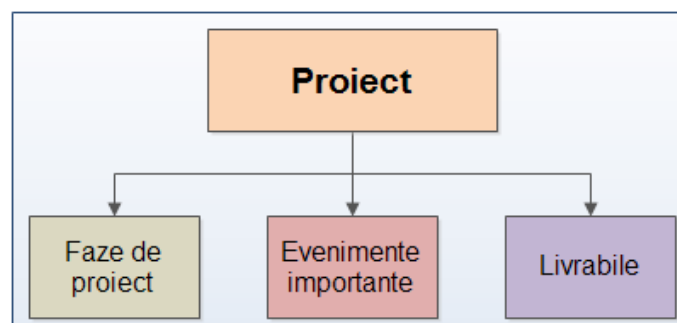 Proiect
Faze de
proiect
Evenimente
importante
Livrabile